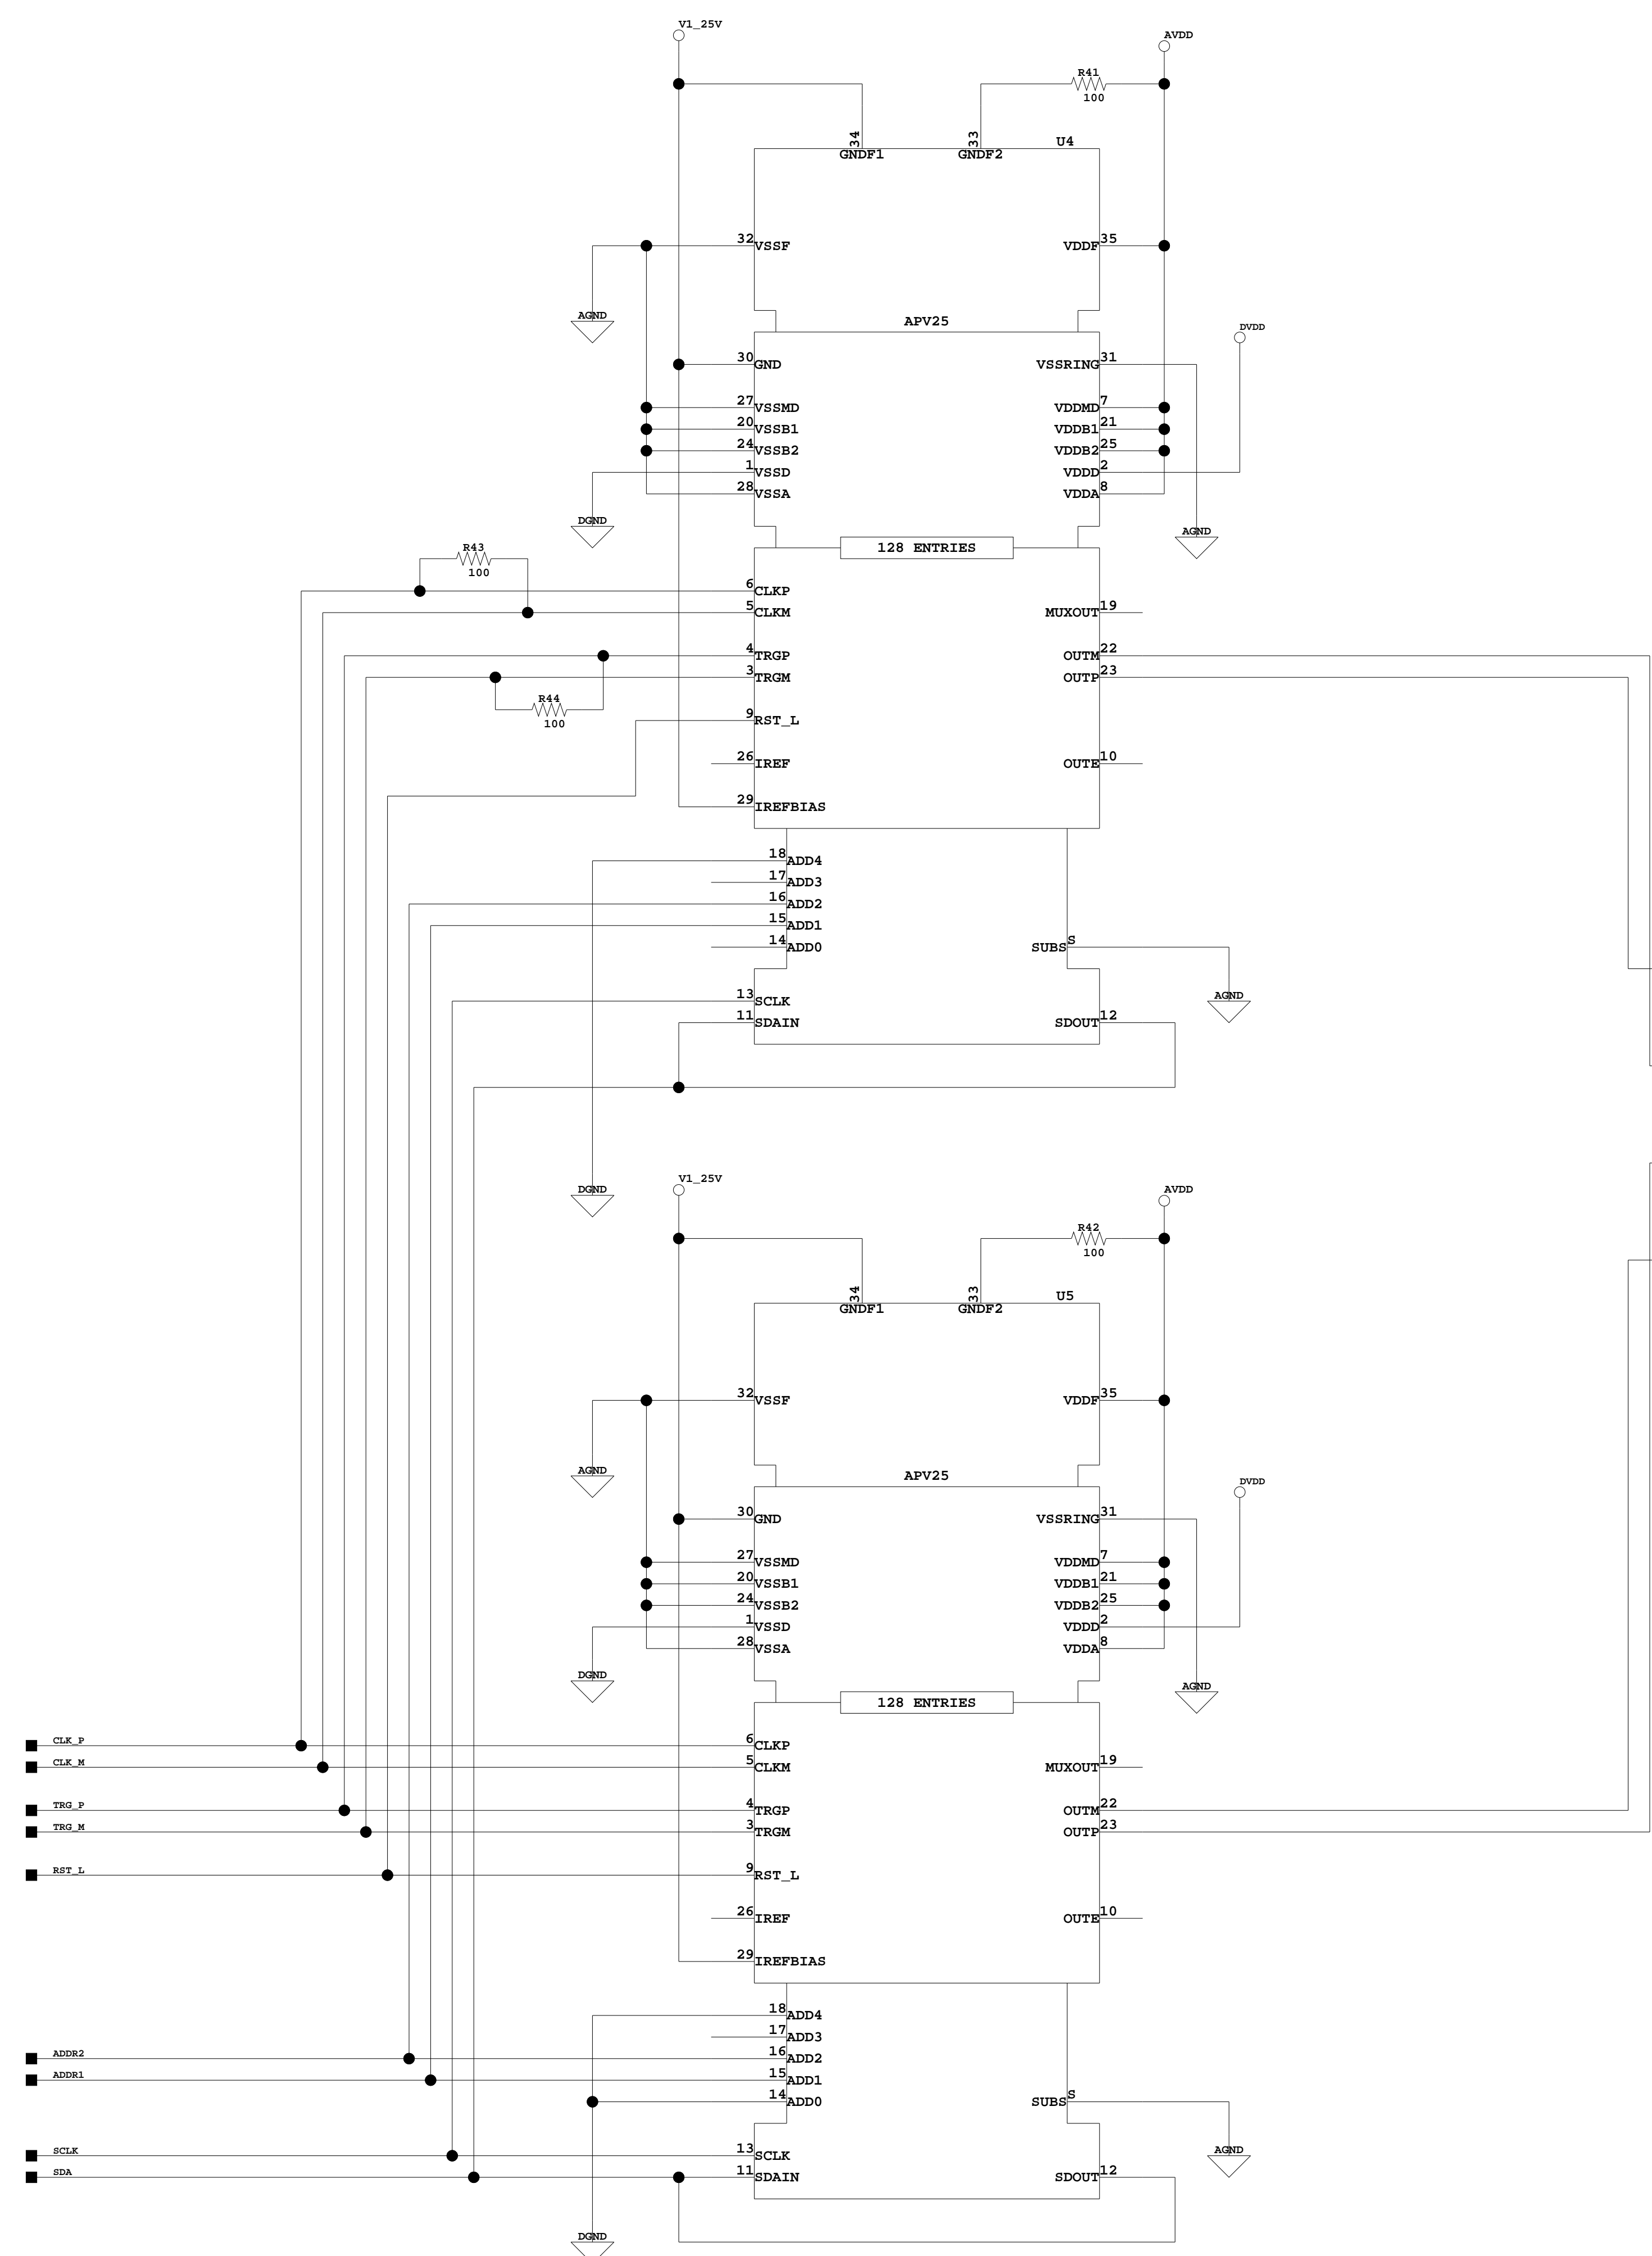 V1_25V
AVDD
R41
100
34
33
U4
GNDF1
GNDF2
32
VSSF
VDDF
35
AGND
APV25
DVDD
30
GND
VSSRING
31
27
VSSMD
VDDMD
7
20
VSSB1
VDDB1
21
24
VSSB2
VDDB2
25
1
VSSD
VDDD
2
28
VSSA
VDDA
8
DGND
AGND
R43
100
128 ENTRIES
6
CLKP
5
CLKM
MUXOUT
19
4
TRGP
OUTM
22
3
TRGM
OUTP
23
R44
100
9
RST_L
26
IREF
OUTE
10
29
IREFBIAS
18
ADD4
17
ADD3
16
ADD2
15
ADD1
14
ADD0
SUBS
S
AGND
13
SCLK
11
SDAIN
SDOUT
12
DGND
V1_25V
AVDD
R42
100
34
33
U5
GNDF1
GNDF2
32
VSSF
VDDF
35
AGND
APV25
DVDD
30
GND
VSSRING
31
27
VSSMD
VDDMD
7
20
VSSB1
VDDB1
21
24
VSSB2
VDDB2
25
1
VSSD
VDDD
2
28
VSSA
VDDA
8
DGND
AGND
128 ENTRIES
CLK_P
6
CLKP
CLK_M
5
CLKM
MUXOUT
19
TRG_P
4
TRGP
OUTM
22
TRG_M
3
TRGM
OUTP
23
RST_L
9
RST_L
26
IREF
OUTE
10
29
IREFBIAS
18
ADD4
17
ADD3
ADDR2
16
ADD2
ADDR1
15
ADD1
14
ADD0
SUBS
S
AGND
SCLK
13
SCLK
SDA
11
SDAIN
SDOUT
12
DGND